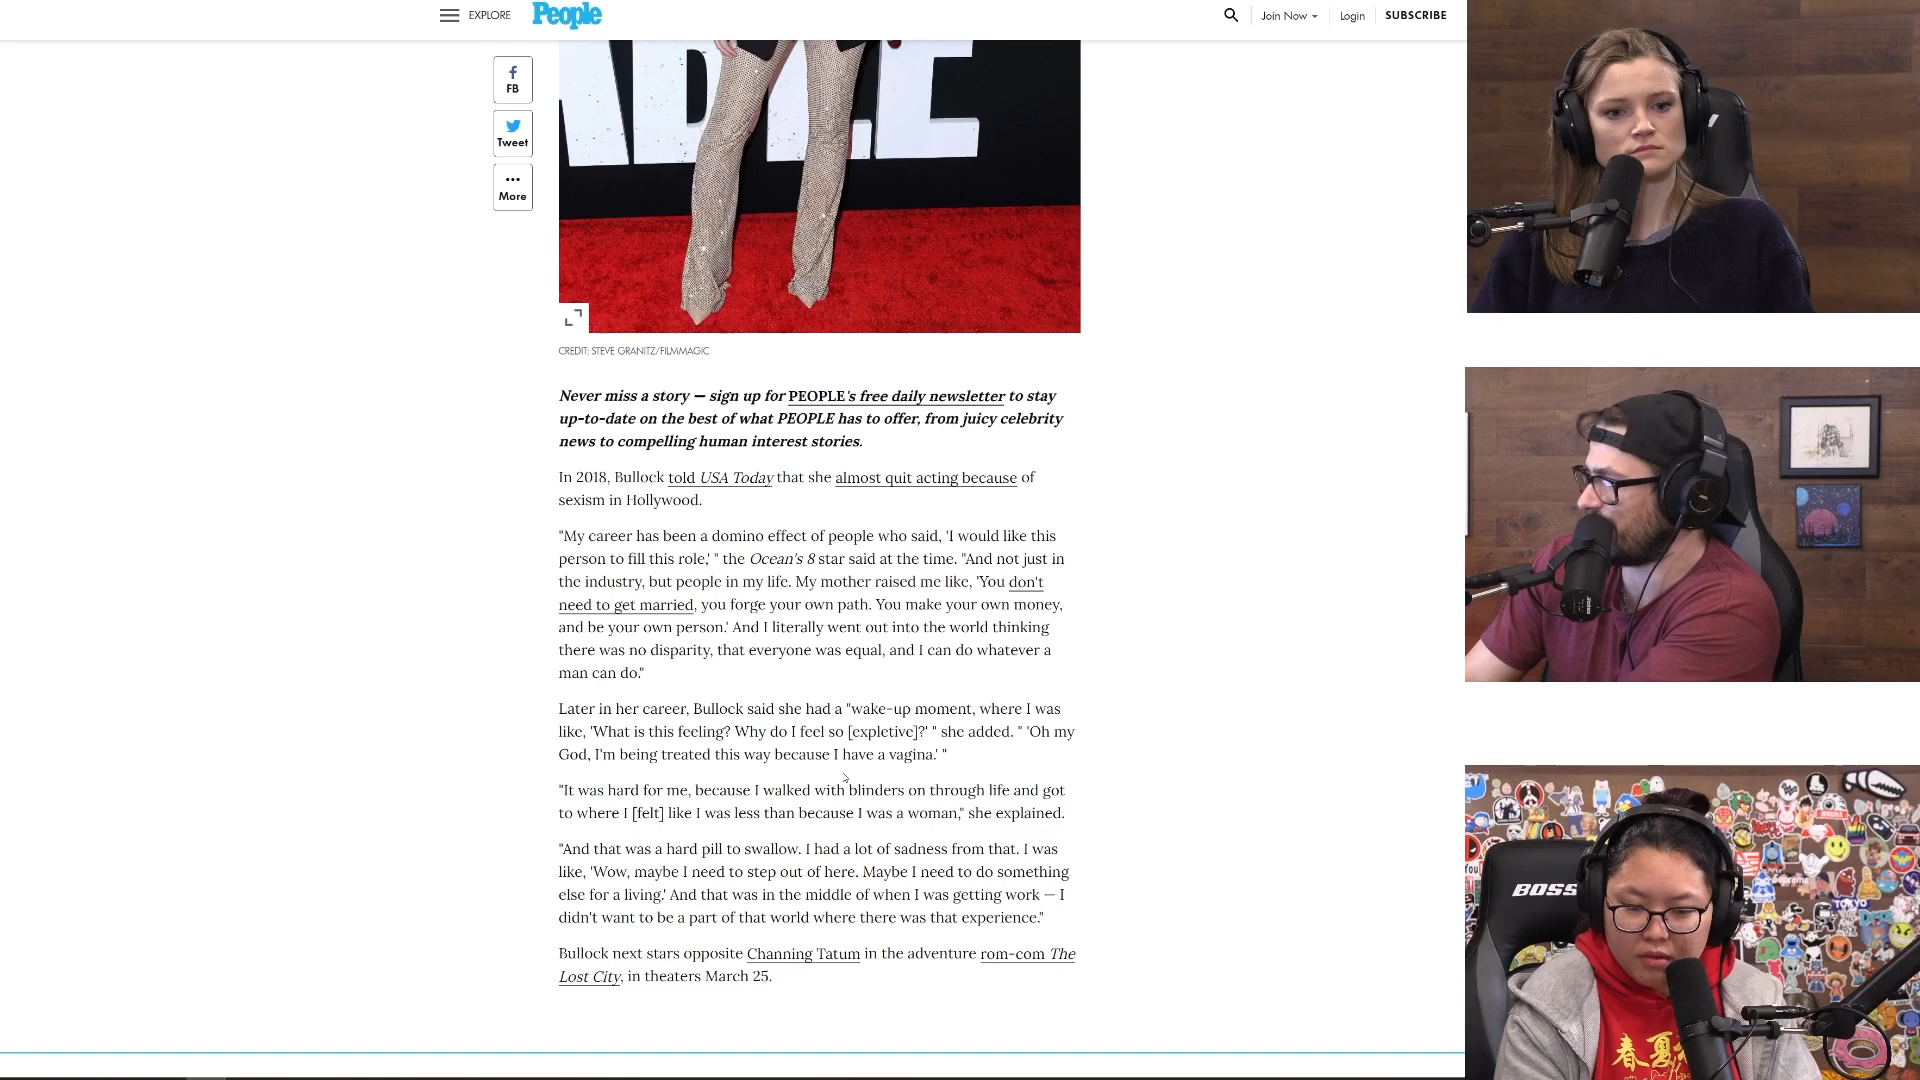 EXPLORE
People
Join Now
Login
SUBSCRIBE
FB
Tweet
More
CREDIT: STEVE GRANITZ/FILMMAGIC
Never miss a story — sign up for PEOPLE's free daily newsletter to stay
up-to-date on the best of what PEOPLE has to offer, from juicy celebrity
news to compelling human interest stories.
In 2018, Bullock told USA Today that she almost quit acting because of
sexism in Hollywood.
"My career has been a domino effect of people who said, 'I would like this
person to fill this role,' " the Ocean's 8 star said at the time. "And not just in
the industry, but people in my life. My mother raised me like, 'You don't
need to get married, you forge your own path. You make your own money,
and be your own person.' And I literally went out into the world thinking
there was no disparity, that everyone was equal, and I can do whatever a
man can do."
Later in her career, Bullock said she had a "wake-up moment, where I was
like, 'What is this feeling? Why do I feel so [expletive]?' " she added. " 'Oh my
God, I'm being treated this way because I have a vagina.' "
"It was hard for me, because I walked with blinders on through life and got
to where I [felt] like I was less than because I was a woman," she explained.
"And that was a hard pill to swallow. I had a lot of sadness from that. I was
like, 'Wow, maybe I need to step out of here. Maybe I need to do something
else for a living.' And that was in the middle of when I was getting work — I
didn't want to be a part of that world where there was that experience."
Bullock next stars opposite Channing Tatum in the adventure rom-com The
Lost City, in theaters March 25.
BOSS
Supreme
TOKYO
春夏